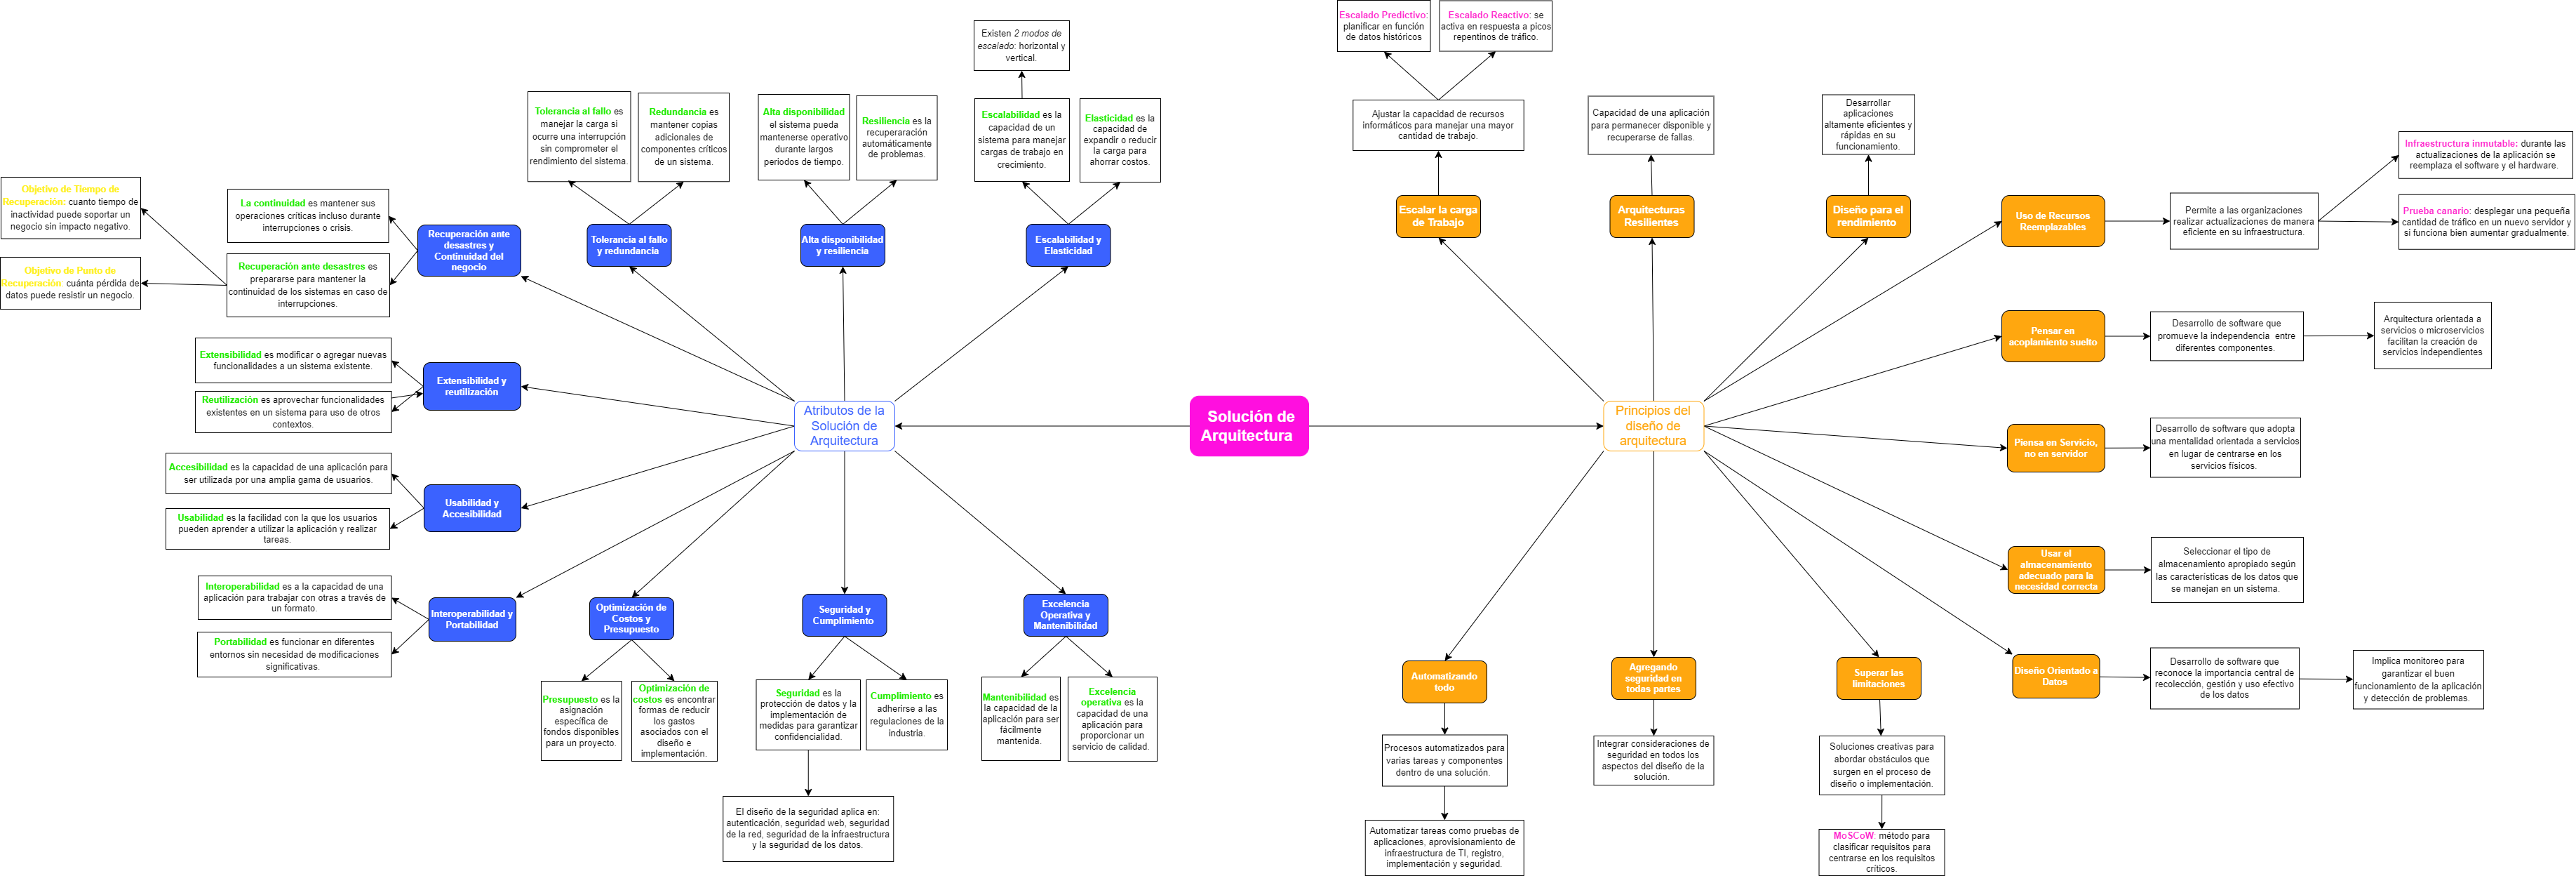 Solución de
Arquitectura
Atributos de la
Solución de
Arquitectura
Recuperación ante
desastres y
Continuidad del
negocio
La continuidad es mantener sus
operaciones críticas incluso durante
interrupciones o crisis.
Recuperación ante desastres es
prepararse para mantener la
continuidad de los sistemas en caso de
interrupciones.
Objetivo de Tiempo de
Recuperación: cuanto tiempo de
inactividad puede soportar un
negocio sin impacto negativo.
Objetivo de Punto de
Recuperación: cuánta pérdida de
datos puede resistir un negocio.
Tolerancia al fallo
y redundancia
Tolerancia al fallo es
manejar la carga si
ocurre una interrupción
sin comprometer el
rendimiento del sistema.
Redundancia es
mantener copias
adicionales de
componentes críticos
de un sistema.
Alta disponibilidad
y resiliencia
Alta disponibilidad
el sistema pueda
mantenerse operativo
durante largos
periodos de tiempo.
Resiliencia es la
recuperaración
automáticamente
de problemas.
Escalabilidad y
Elasticidad
Escalabilidad es la
capacidad de un
sistema para manejar
cargas de trabajo en
crecimiento.
Existen 2 modos de
escalado: horizontal y
vertical.
Elasticidad es la
capacidad de
expandir o reducir
la carga para
ahorrar costos.
Extensibilidad y
reutilización
Extensibilidad es modificar o agregar nuevas
funcionalidades a un sistema existente.
Reutilización es aprovechar funcionalidades
existentes en un sistema para uso de otros
contextos.
Usabilidad y
Accesibilidad
Accesibilidad es la capacidad de una aplicación para
ser utilizada por una amplia gama de usuarios.
Usabilidad es la facilidad con la que los usuarios
pueden aprender a utilizar la aplicación y realizar
tareas.
Interoperabilidad y
Portabilidad
Interoperabilidad es a la capacidad de una
aplicación para trabajar con otras a través de
un formato.
Portabilidad es funcionar en diferentes
entornos sin necesidad de modificaciones
significativas.
Optimización de
Costos y
Presupuesto
Presupuesto es la
asignación
específica de
fondos disponibles
para un proyecto.
Optimización de
costos es encontrar
formas de reducir
los gastos
asociados con el
diseño e
implementación.
Seguridad y
Cumplimiento
Seguridad es la
protección de datos y la
implementación de
medidas para garantizar
confidencialidad.
Cumplimiento es
adherirse a las
regulaciones de la
industria.
El diseño de la seguridad aplica en:
autenticación, seguridad web, seguridad
de la red, seguridad de la infraestructura
y la seguridad de los datos.
Excelencia
Operativa y
Mantenibilidad
Mantenibilidad es
la capacidad de la
aplicación para ser
fácilmente
mantenida.
Excelencia
operativa es la
capacidad de una
aplicación para
proporcionar un
servicio de calidad.
Principios del
diseño de
arquitectura
Escalar la carga
de Trabajo
Ajustar la capacidad de recursos
informáticos para manejar una mayor
cantidad de trabajo.
Escalado Predictivo:
planificar en función
de datos históricos
Escalado Reactivo: se
activa en respuesta a picos
repentinos de tráfico.
Arquitecturas
Resilientes
Capacidad de una aplicación
para permanecer disponible y
recuperarse de fallas.
Diseño para el
rendimiento
Desarrollar
aplicaciones
altamente eficientes y
rápidas en su
funcionamiento.
Uso de Recursos
Reemplazables
Permite a las organizaciones
realizar actualizaciones de manera
eficiente en su infraestructura.
Infraestructura inmutable: durante las
actualizaciones de la aplicación se
reemplaza el software y el hardware.
Prueba canario: desplegar una pequeña
cantidad de tráfico en un nuevo servidor y
si funciona bien aumentar gradualmente.
Pensar en
acoplamiento suelto
Desarrollo de software que
promueve la independencia entre
diferentes componentes.
Arquitectura orientada a
servicios o microservicios
facilitan la creación de
servicios independientes
Piensa en Servicio,
no en servidor
Desarrollo de software que adopta
una mentalidad orientada a servicios
en lugar de centrarse en los
servicios físicos.
Usar el
almacenamiento
adecuado para la
necesidad correcta
Seleccionar el tipo de
almacenamiento apropiado según
las características de los datos que
se manejan en un sistema.
Diseño Orientado a
Datos
Desarrollo de software que
reconoce la importancia central de
recolección, gestión y uso efectivo
de los datos
Implica monitoreo para
garantizar el buen
funcionamiento de la aplicación
y detección de problemas.
Automatizando
todo
Procesos automatizados para
varias tareas y componentes
dentro de una solución.
Automatizar tareas como pruebas de
aplicaciones, aprovisionamiento de
infraestructura de TI, registro,
implementación y seguridad.
Agregando
seguridad en
todas partes
Integrar consideraciones de
seguridad en todos los
aspectos del diseño de la
solución.
Superar las
limitaciones
Soluciones creativas para
abordar obstáculos que
surgen en el proceso de
diseño o implementación.
MoSCoW: método para
clasificar requisitos para
centrarse en los requisitos
críticos.